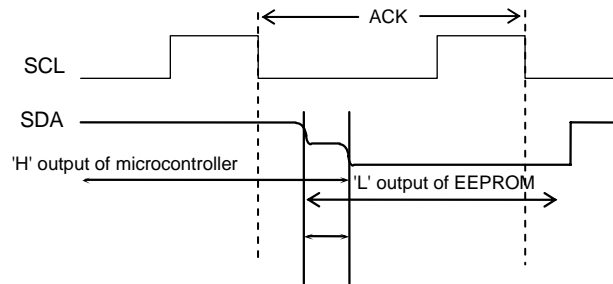 ACK
SCL
SDA
'H' output of microcontroller
'L' output of EEPROM